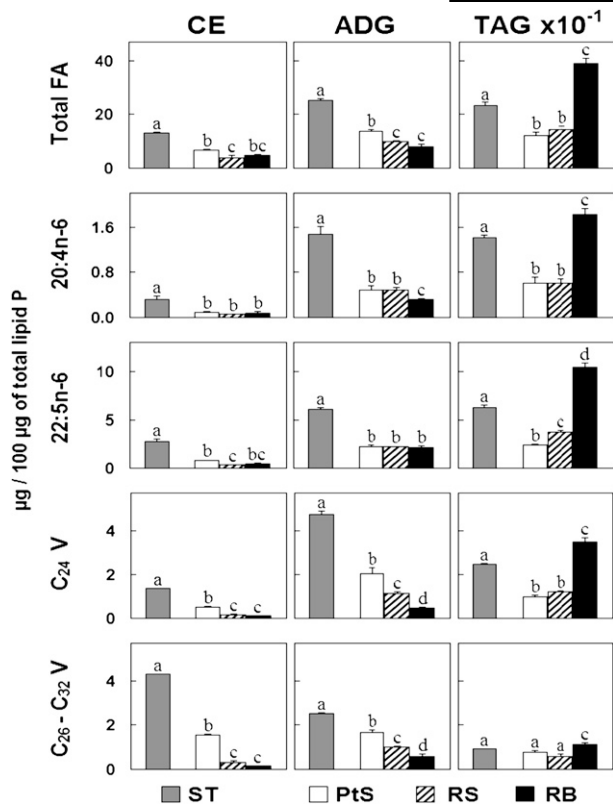 CE ADG TAG x10⁻¹
Total FA
40
20
0
a b c bc
a b c c
a b b c
20:4n-6
1.6
0.8
0.0
a b b b
a b b c
a b b c
22:5n-6
10
5
0
a b c bc
a b b b
a b c d
C₂₄ V
4
2
0
a b c c
a b c d
a b b c
C₂₆ - C₃₂ V
4
2
0
a b c c
a b c d
a a a c
µg / 100 µg of total lipid P
ST PtS RS RB